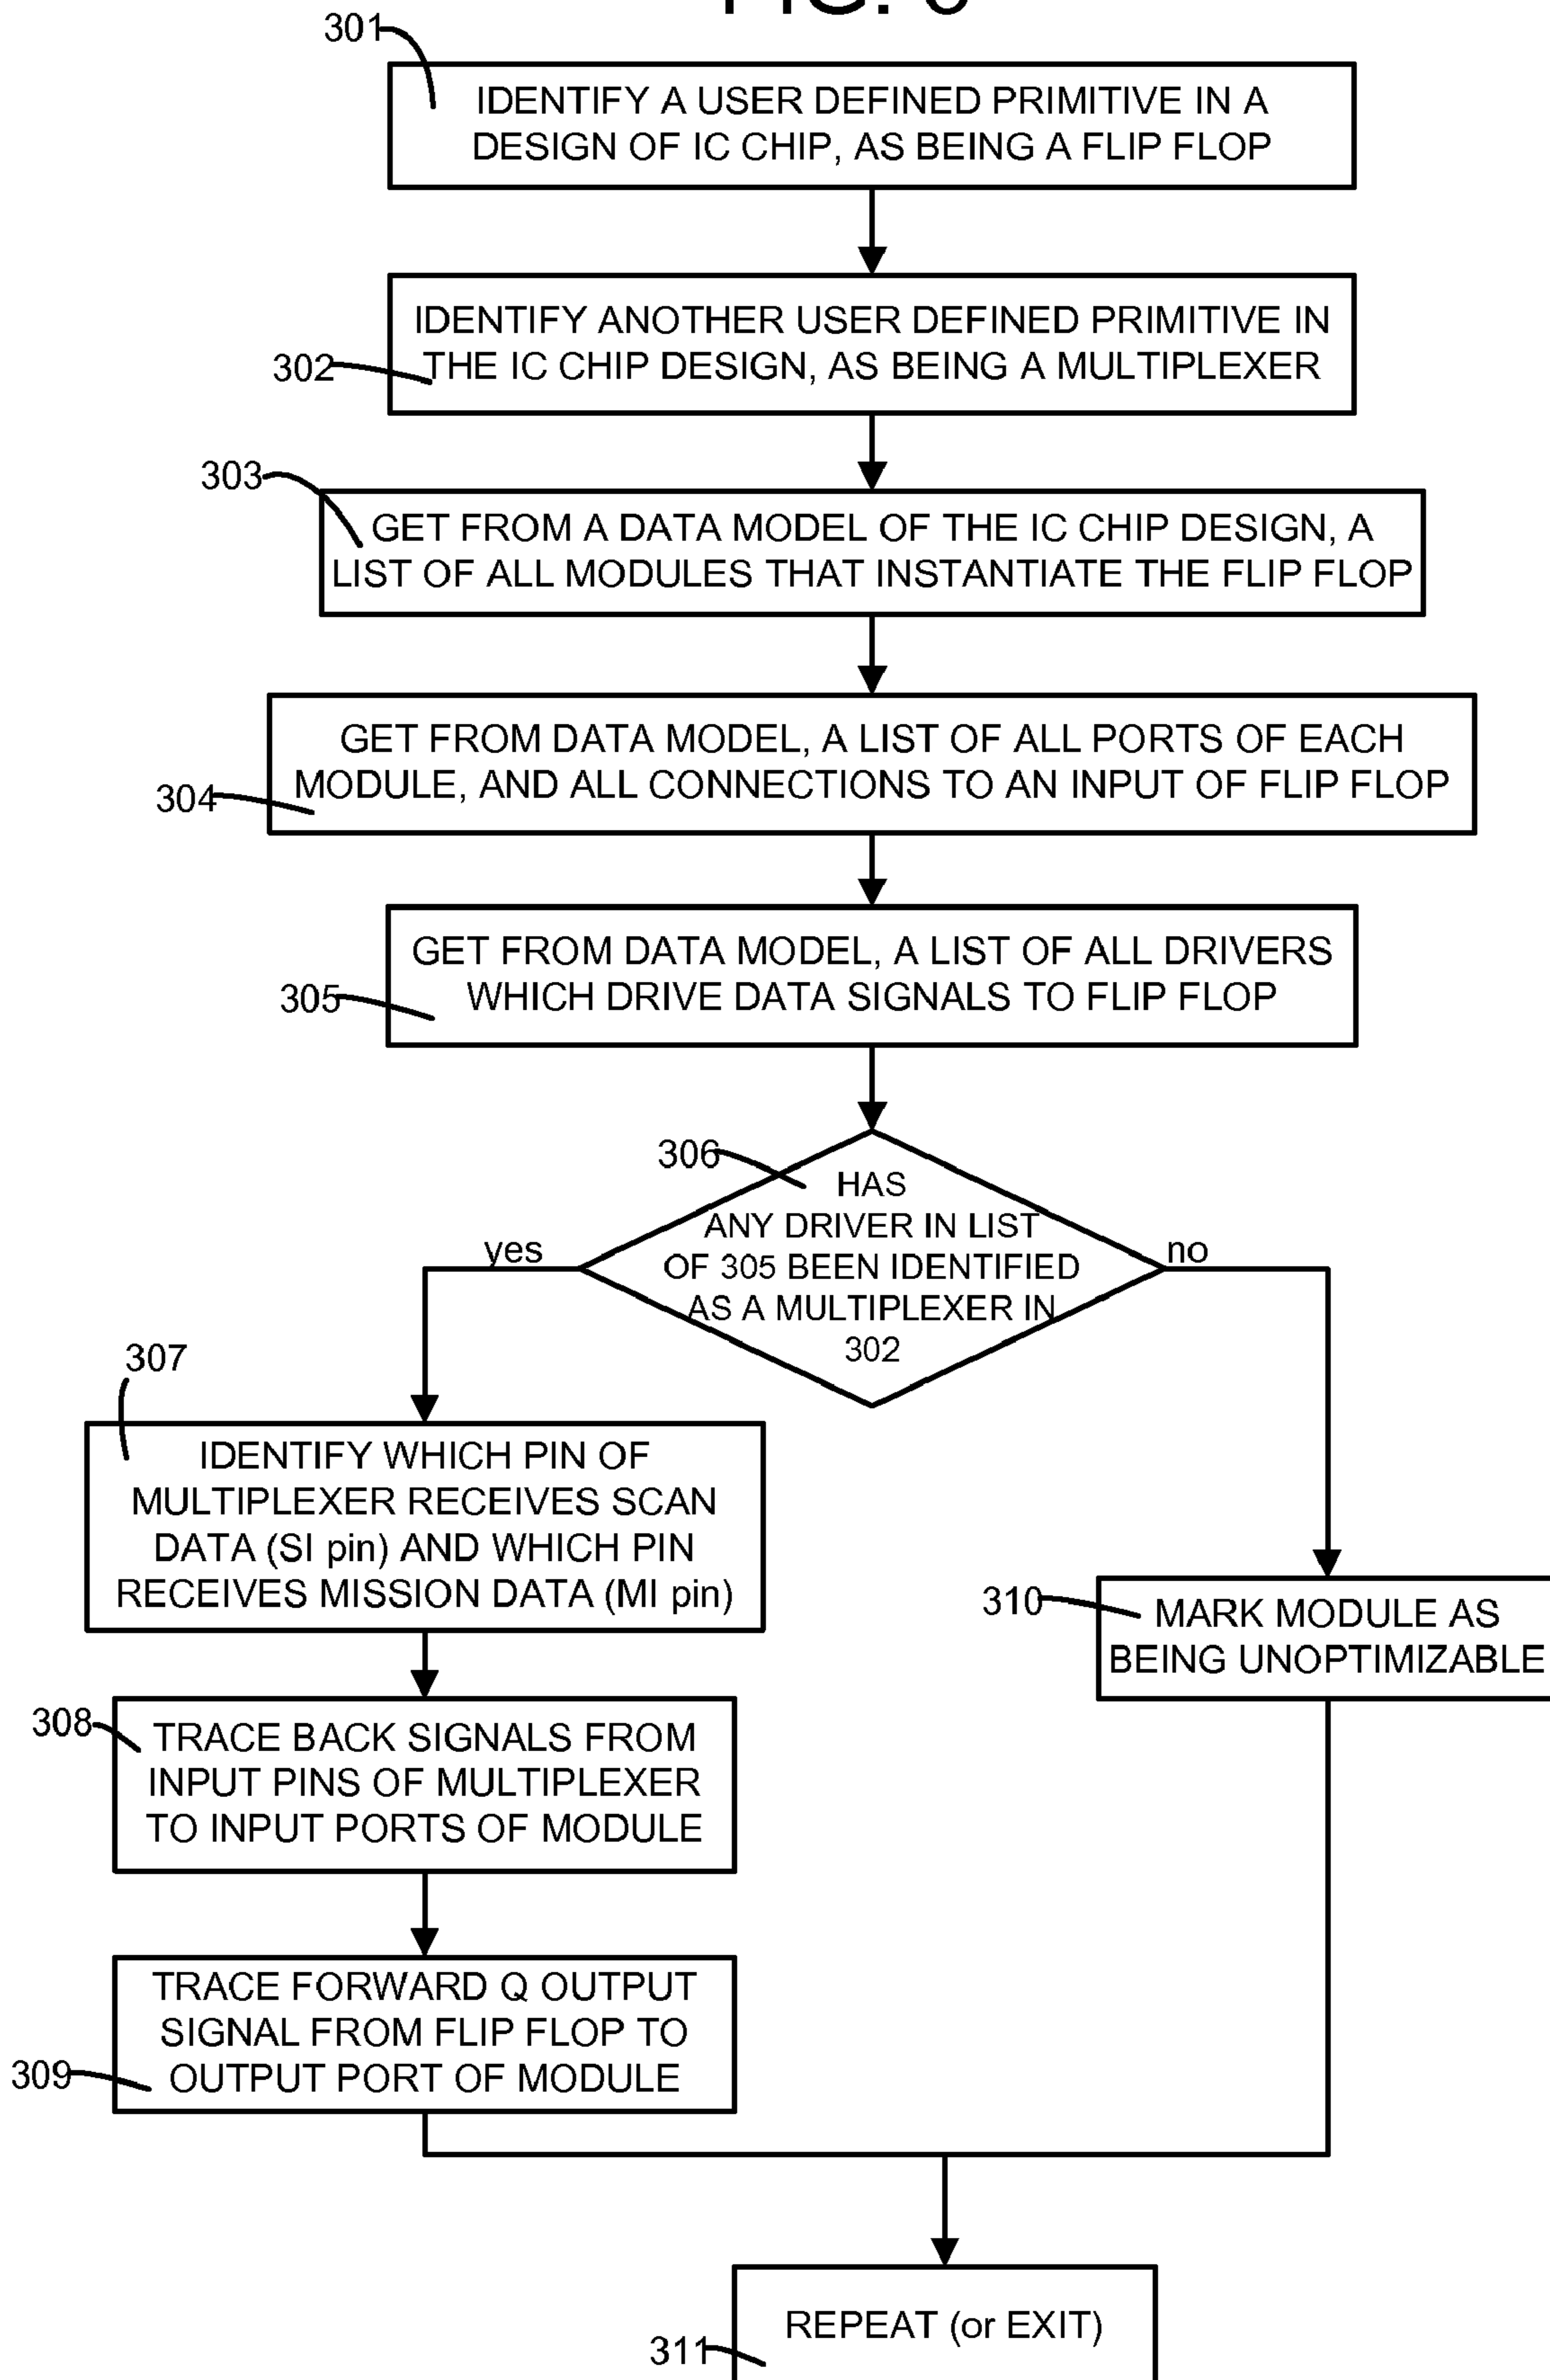 301
IDENTIFY A USER DEFINED PRIMITIVE IN A
DESIGN OF IC CHIP, AS BEING A FLIP FLOP
IDENTIFY ANOTHER USER DEFINED PRIMITIVE IN
302
THE IC CHIP DESIGN, AS BEING A MULTIPLEXER
303
GET FROM A DATA MODEL OF THE IC CHIP DESIGN, A
LIST OF ALL MODULES THAT INSTANTIATE THE FLIP FLOP
GET FROM DATA MODEL, A LIST OF ALL PORTS OF EACH
MODULE, AND ALL CONNECTIONS TO AN INPUT OF FLIP FLOP
304
GET FROM DATA MODEL, A LIST OF ALL DRIVERS
WHICH DRIVE DATA SIGNALS TO FLIP FLOP
305
306
HAS
ANY DRIVER IN LIST
OF 305 BEEN IDENTIFIED
AS A MULTIPLEXER IN
302
yes
no
307
IDENTIFY WHICH PIN OF
MULTIPLEXER RECEIVES SCAN
DATA (SI pin) AND WHICH PIN
RECEIVES MISSION DATA (MI pin)
310
MARK MODULE AS
BEING UNOPTIMIZABLE
308
TRACE BACK SIGNALS FROM
INPUT PINS OF MULTIPLEXER
TO INPUT PORTS OF MODULE
TRACE FORWARD Q OUTPUT
SIGNAL FROM FLIP FLOP TO
OUTPUT PORT OF MODULE
309
REPEAT (or EXIT)
311